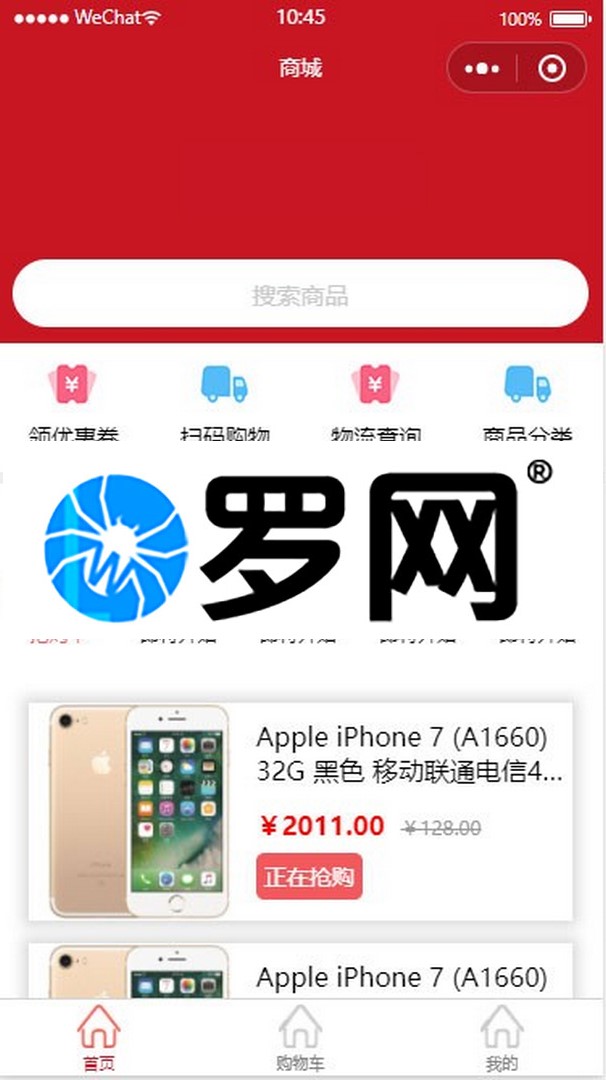 WeChat 10:45 100%
商城
搜索商品
领优惠券 扫码购物 物流查询 商品分类
罗网®
Apple iPhone 7 (A1660)
32G 黑色 移动联通电信4...
￥2011.00 ￥128.00
正在抢购
Apple iPhone 7 (A1660)
首页 购物车 我的